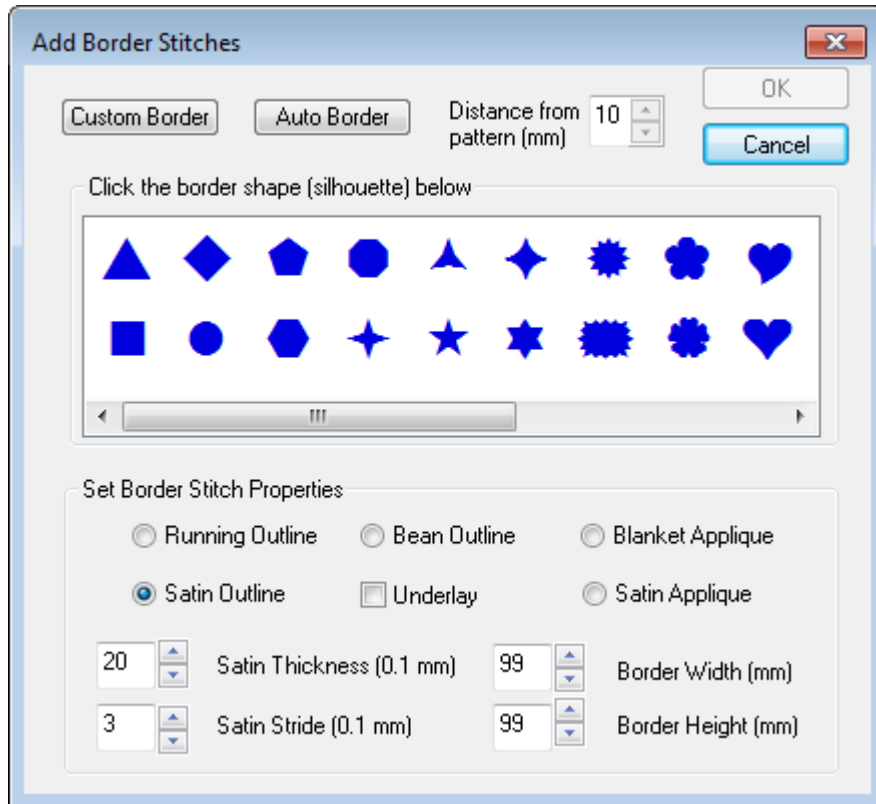 Add Border Stitches
Custom Border
Auto Border
Distance from
pattern (mm)
10
OK
Cancel
Click the border shape (silhouette) below
Set Border Stitch Properties
Running Outline
Bean Outline
Blanket Applique
Satin Outline
Underlay
Satin Applique
20
Satin Thickness (0.1 mm)
99
Border Width (mm)
3
Satin Stride (0.1 mm)
99
Border Height (mm)